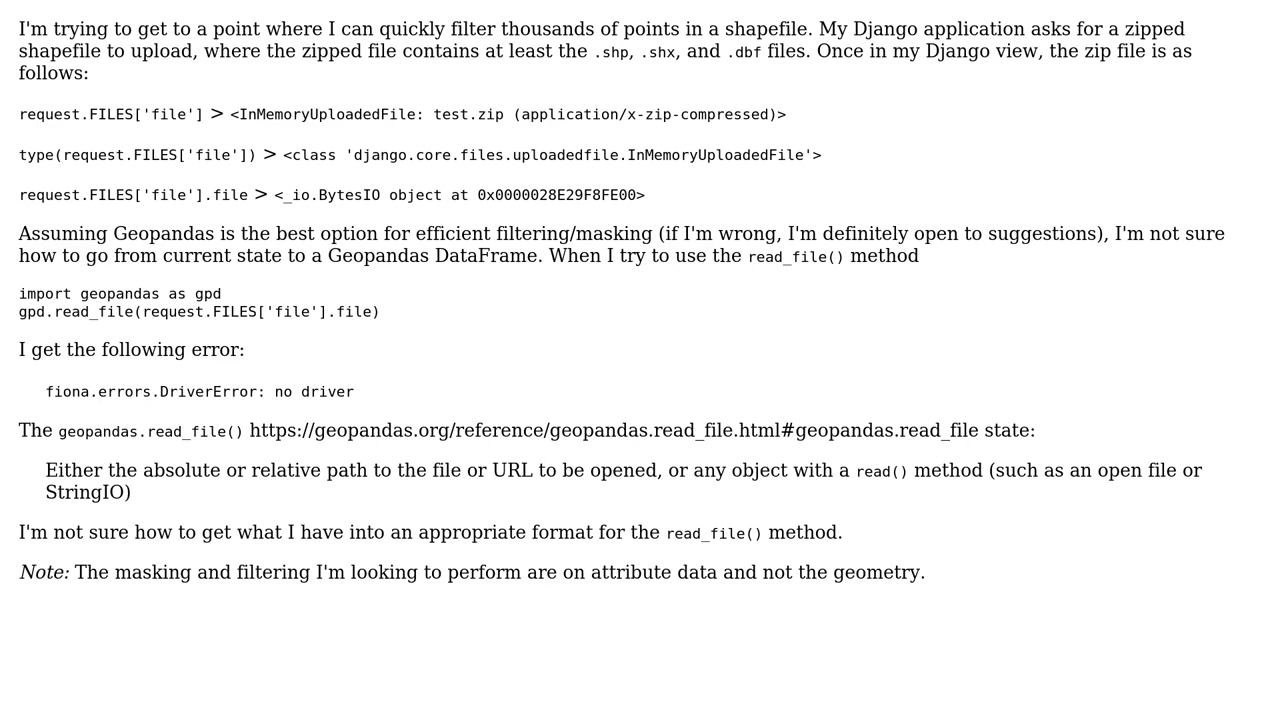 I'm trying to get to a point where I can quickly filter thousands of points in a shapefile. My Django application asks for a zipped
shapefile to upload, where the zipped file contains at least the .shp, .shx, and .dbf files. Once in my Django view, the zip file is as
follows:
request.FILES['file'] > <InMemoryUploadedFile: test.zip (application/x-zip-compressed)>
type(request.FILES['file']) > <class 'django.core.files.uploadedfile.InMemoryUploadedFile'>
request.FILES['file'].file > <_io.BytesIO object at 0x0000028E29F8FE00>
Assuming Geopandas is the best option for efficient filtering/masking (if I'm wrong, I'm definitely open to suggestions), I'm not sure
how to go from current state to a Geopandas DataFrame. When I try to use the read_file() method
import geopandas as gpd
gpd.read_file(request.FILES['file'].file)
I get the following error:
fiona.errors.DriverError: no driver
The geopandas.read_file() https://geopandas.org/reference/geopandas.read_file.html#geopandas.read_file state:
Either the absolute or relative path to the file or URL to be opened, or any object with a read() method (such as an open file or
StringIO)
I'm not sure how to get what I have into an appropriate format for the read_file() method.
Note: The masking and filtering I'm looking to perform are on attribute data and not the geometry.